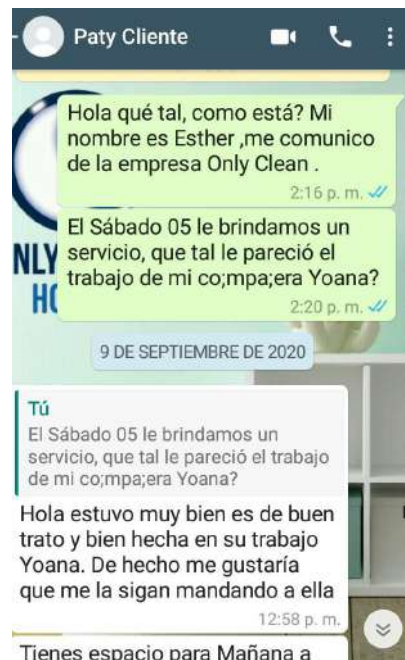 Paty Cliente
Hola qué tal, como está? Mi
nombre es Esther ,me comunico
de la empresa Only Clean .
2:16 p. m.
El Sábado 05 le brindamos un
servicio, que tal le pareció el
trabajo de mi co;mpa;era Yoana?
2:20 p. m.
NLY
HO
9 DE SEPTIEMBRE DE 2020
Tú
El Sábado 05 le brindamos un
servicio, que tal le pareció el trabajo
de mi co;mpa;era Yoana?
Hola estuvo muy bien es de buen
trato y bien hecha en su trabajo
Yoana. De hecho me gustaría
que me la sigan mandando a ella
12:58 p. m.
Tienes espacio para Mañana a